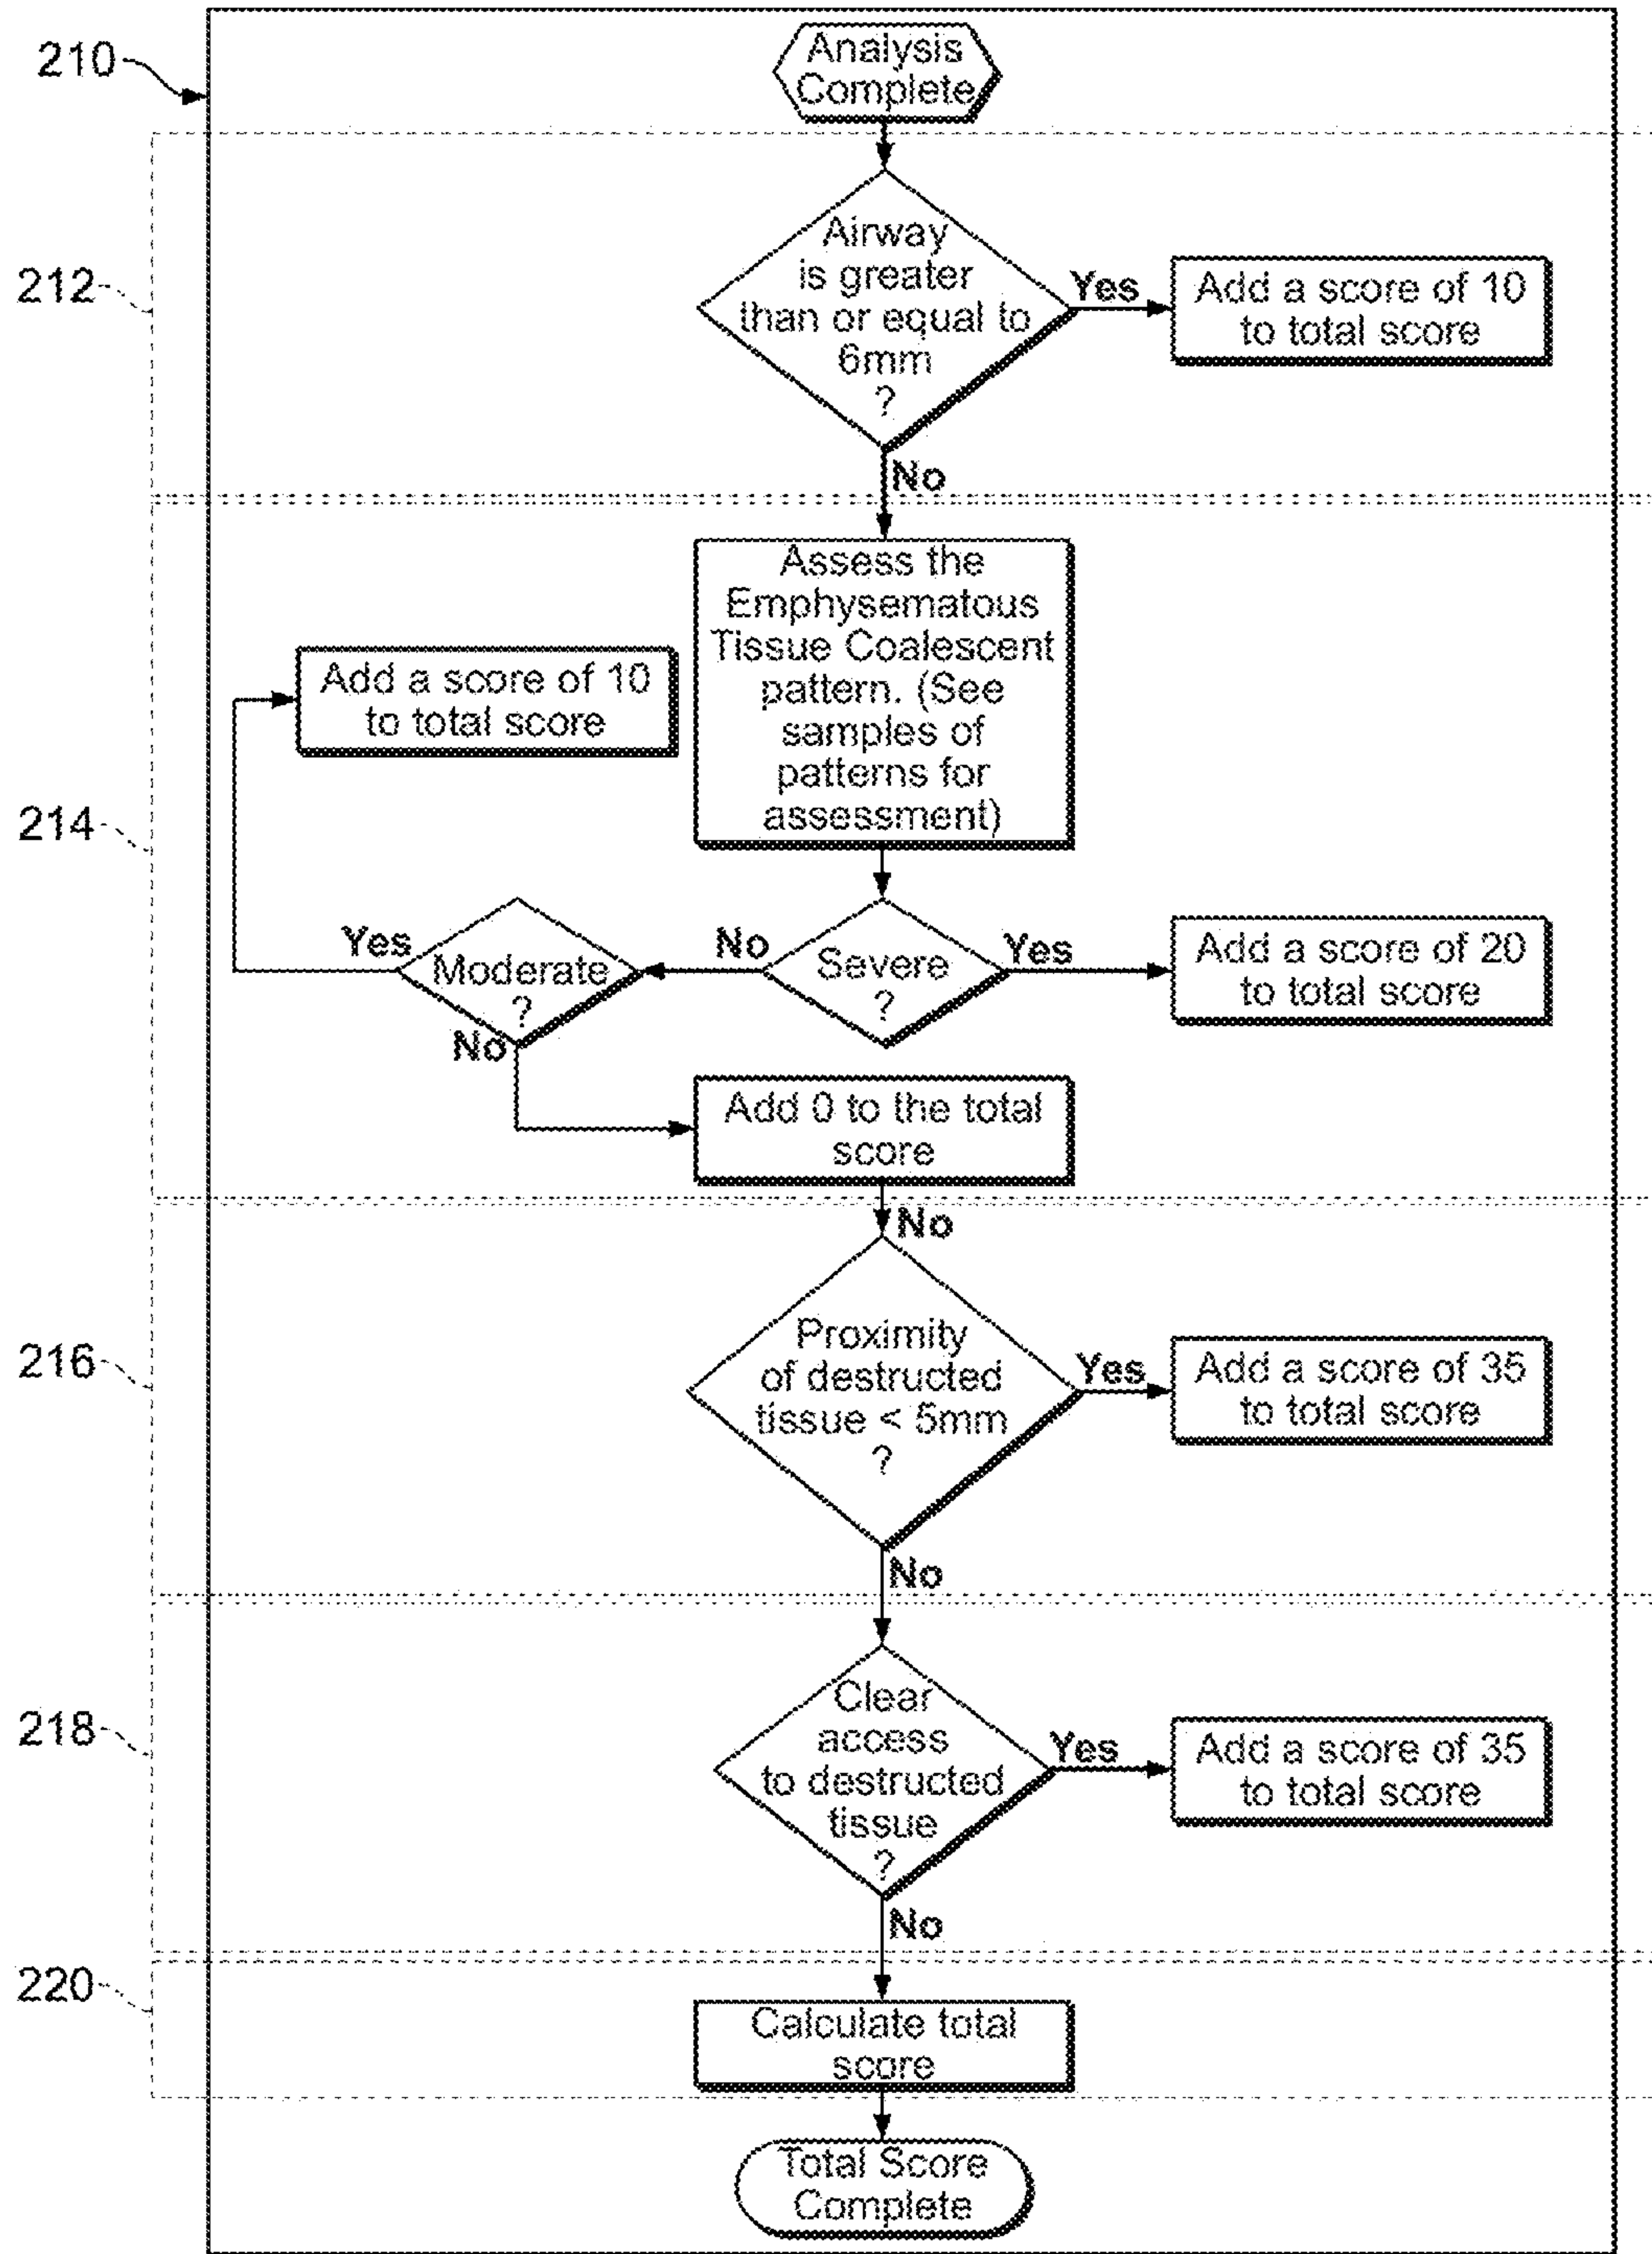 210
Analysis
Complete
212
Airway
is greater
than or equal to
6mm
?
Yes
Add a score of 10
to total score
No
214
Assess the
Emphysematous
Tissue Coalescent
pattern. (See
samples of
patterns for
assessment)
Add a score of 10
to total score
Yes
Moderate
?
No
No
Severe
?
Yes
Add a score of 20
to total score
Add 0 to the total
score
No
216
Proximity
of destructed
tissue < 5mm
?
Yes
Add a score of 35
to total score
No
218
Clear
access
to destructed
tissue
?
Yes
Add a score of 35
to total score
No
220
Calculate total
score
Total Score
Complete